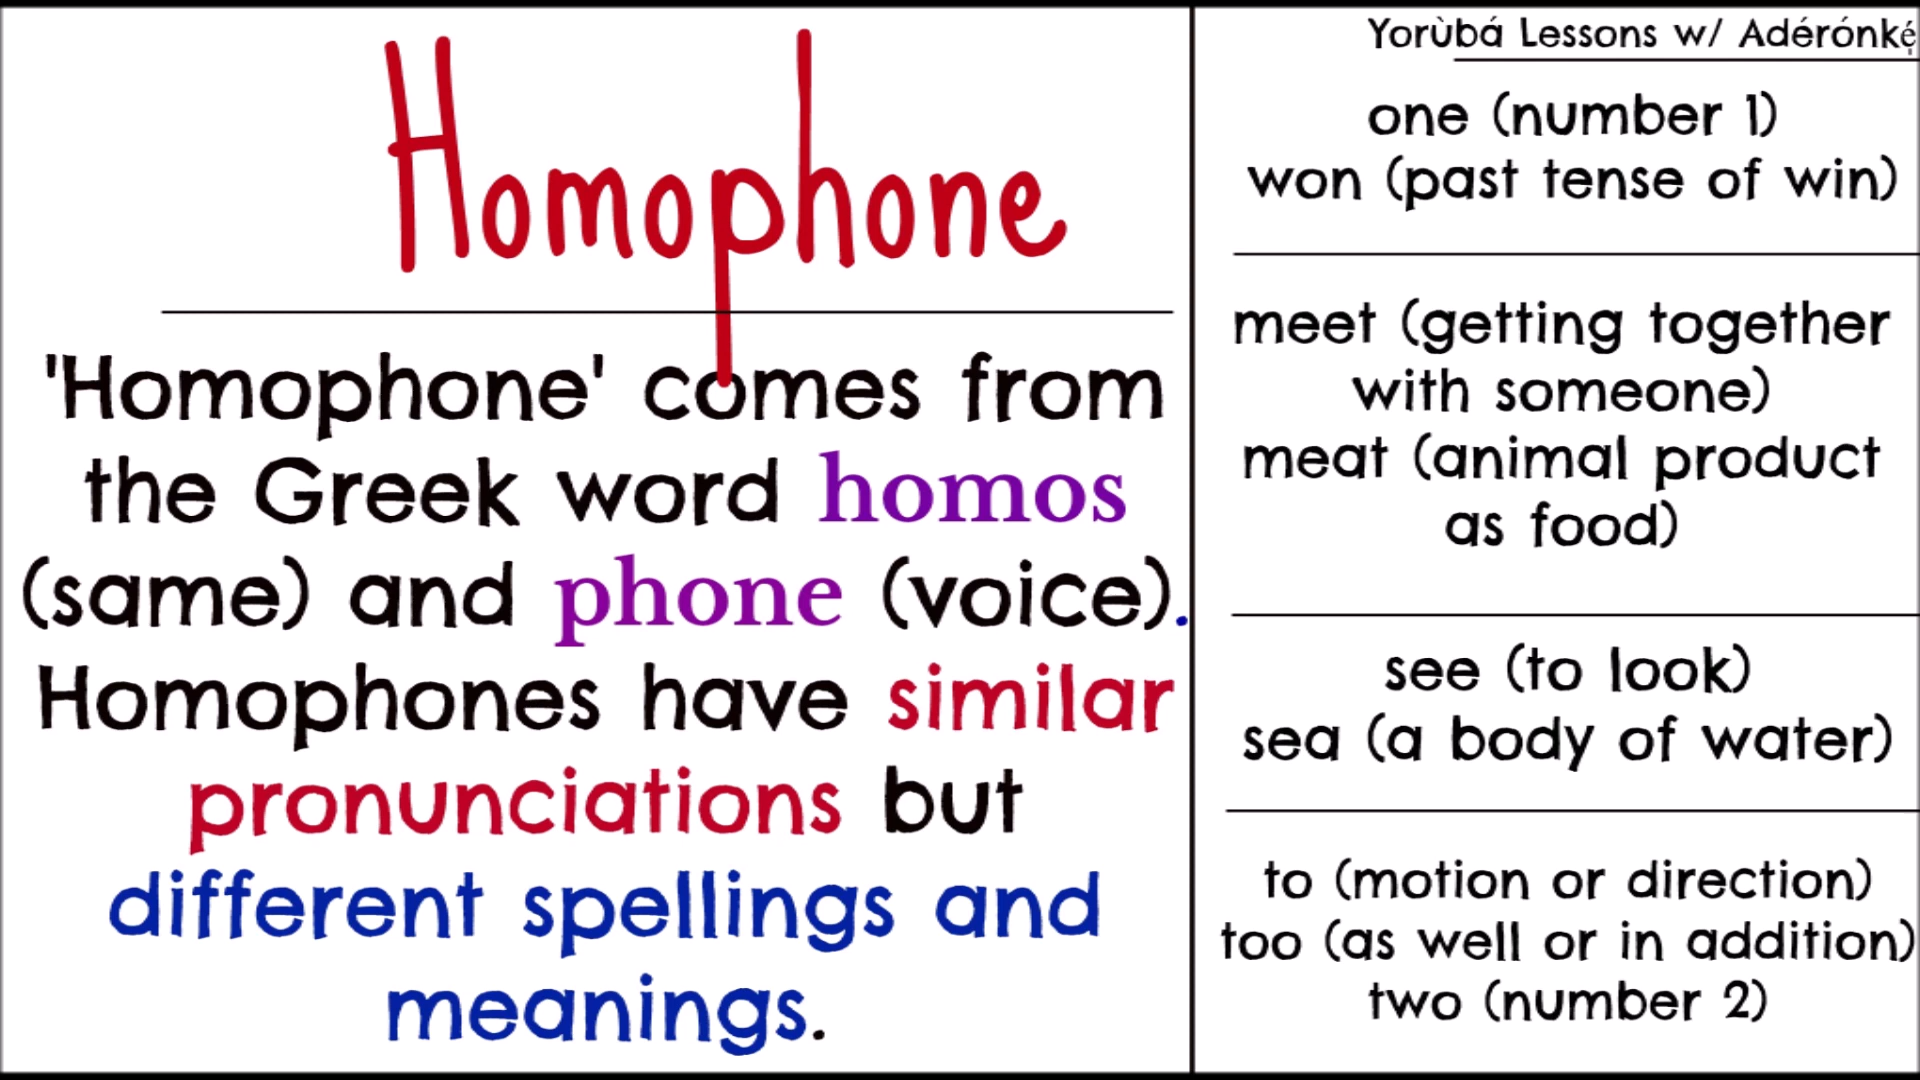 Homophone
'Homophone' comes from
the Greek word homos
(same) and phone (voice).
Homophones have similar
pronunciations but
different spellings and
meanings.
Yorùbá Lessons w/ Adérónkẹ́
one (number 1)
won (past tense of win)
meet (getting together
with someone)
meat (animal product
as food)
see (to look)
sea (a body of water)
to (motion or direction)
too (as well or in addition)
two (number 2)